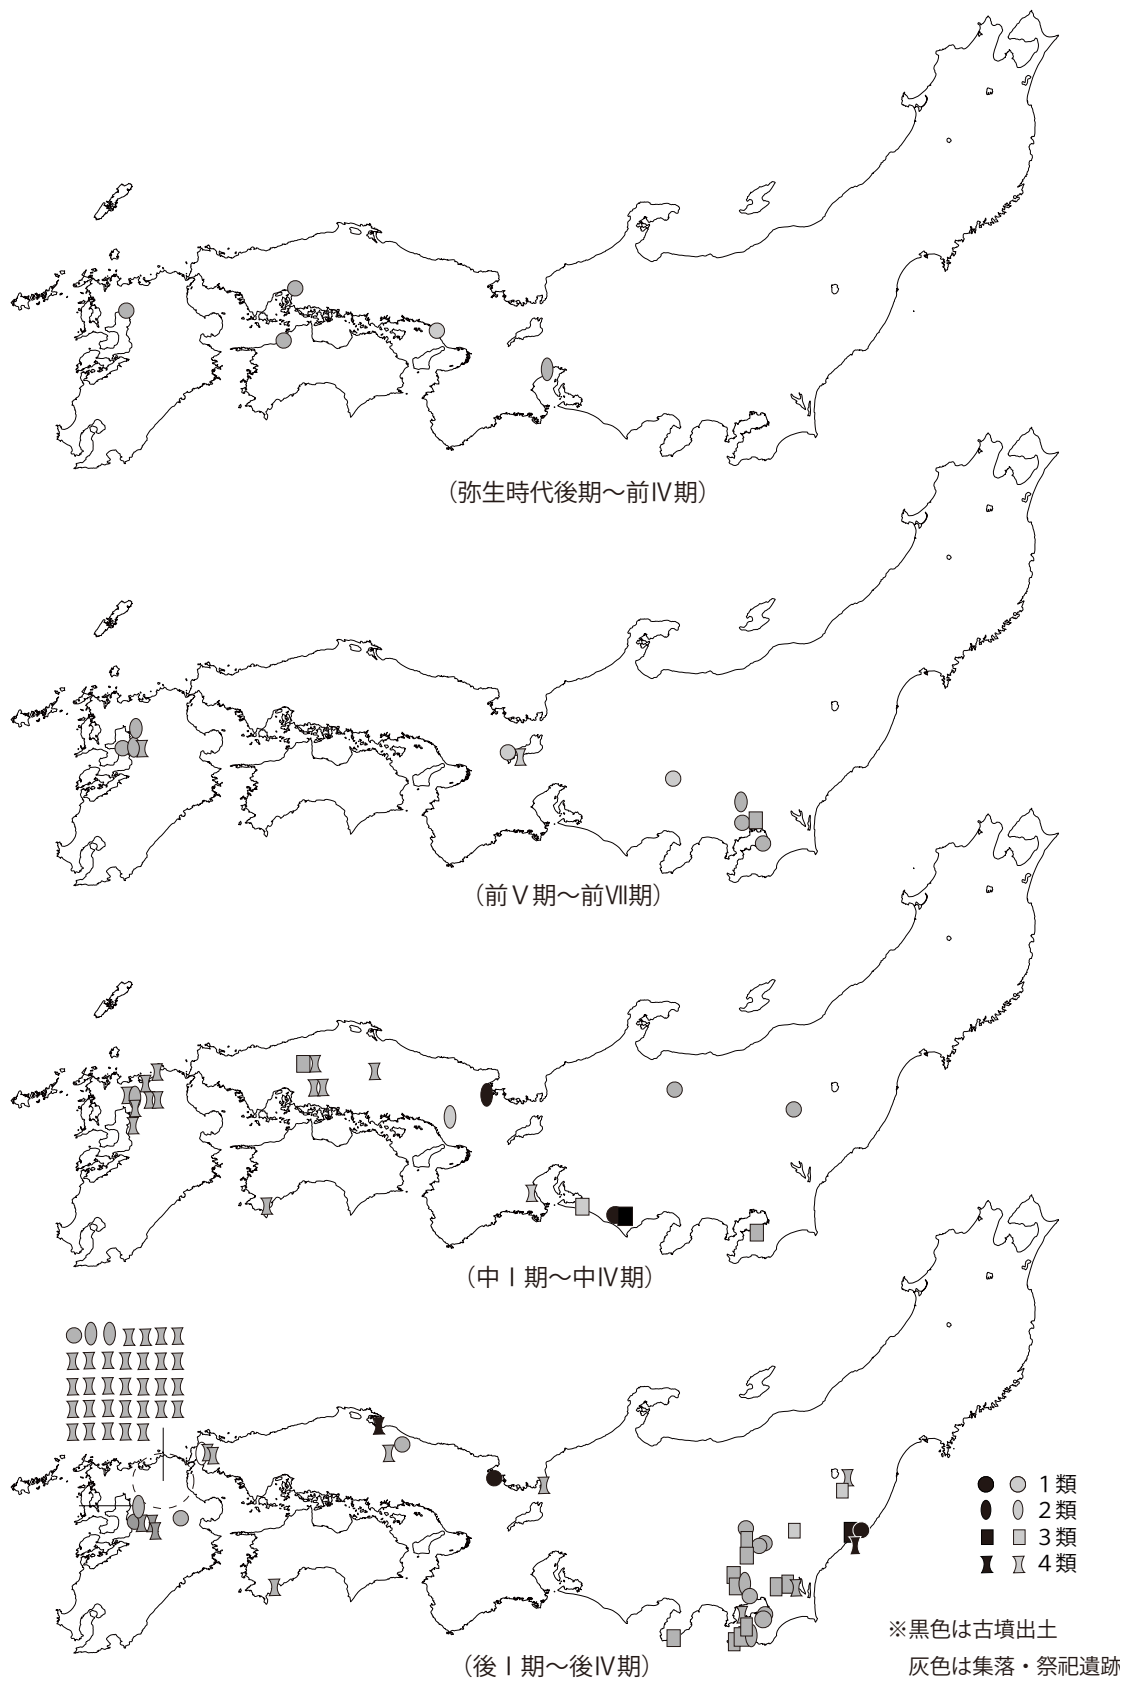 （弥生時代後期～前Ⅳ期）
（前Ⅴ期～前Ⅶ期）
（中Ⅰ期～中Ⅳ期）
1類
2類
3類
4類
※黒色は古墳出土
灰色は集落・祭祀遺跡
（後Ⅰ期～後Ⅳ期）